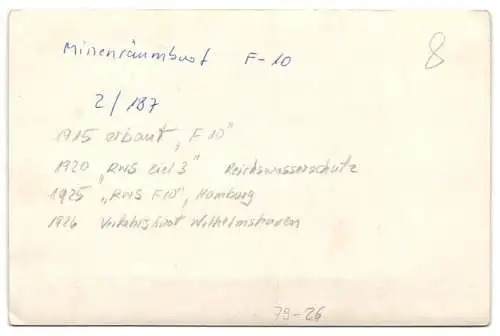 Minenräumboot F-10
8
2/187
1915 erbaut „F 10"
1920 „RWS Kiel 3" Reichswasserschutz
1925 „RWS F10", Hamburg
1926 Verkehrsboot Wilhelmshaven
79-26